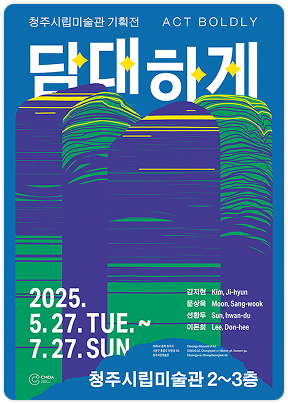 청주시립미술관 기획전 ACT BOLDLY
담대하게
2025.
5.27. TUE. ~
7.27. SUN
김지현 Kim, Ji-hyun
문상욱 Moon, Sang-wook
선환두 Sun, hwan-du
이돈희 Lee, Don-hee
CMOA
청주시립미술관 2~3층